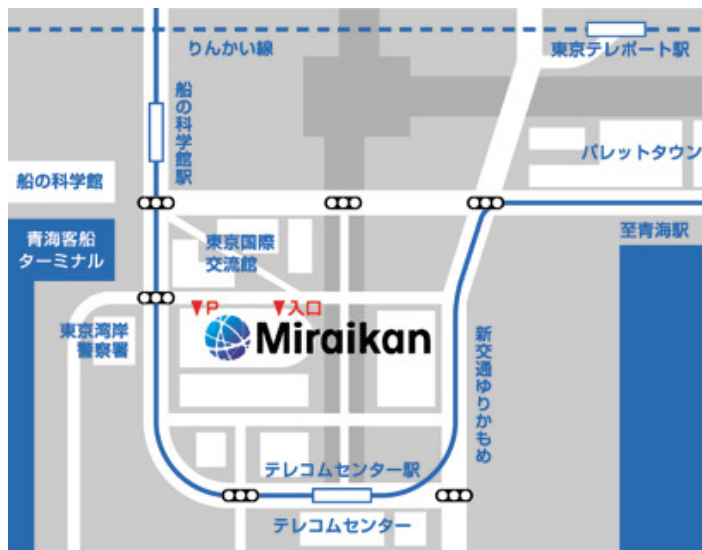 りんかい線
東京テレポート駅
船の科学館駅
パレットタウン
船の科学館
青海客船
ターミナル
東京国際
交流館
至青海駅
▼P
▼入口
Miraikan
東京湾岸
警察署
新交通ゆりかもめ
テレコムセンター駅
テレコムセンター